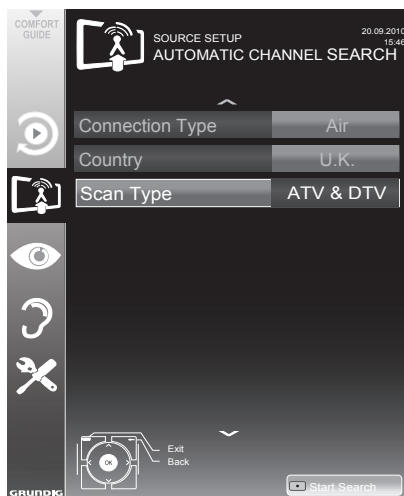 COMFORT
GUIDE
SOURCE SETUP
AUTOMATIC CHANNEL SEARCH
20.09.2010
15:46
Connection Type
Air
Country
U.K.
Scan Type
ATV & DTV
OK
Exit
Back
Start Search
GRUNDIG